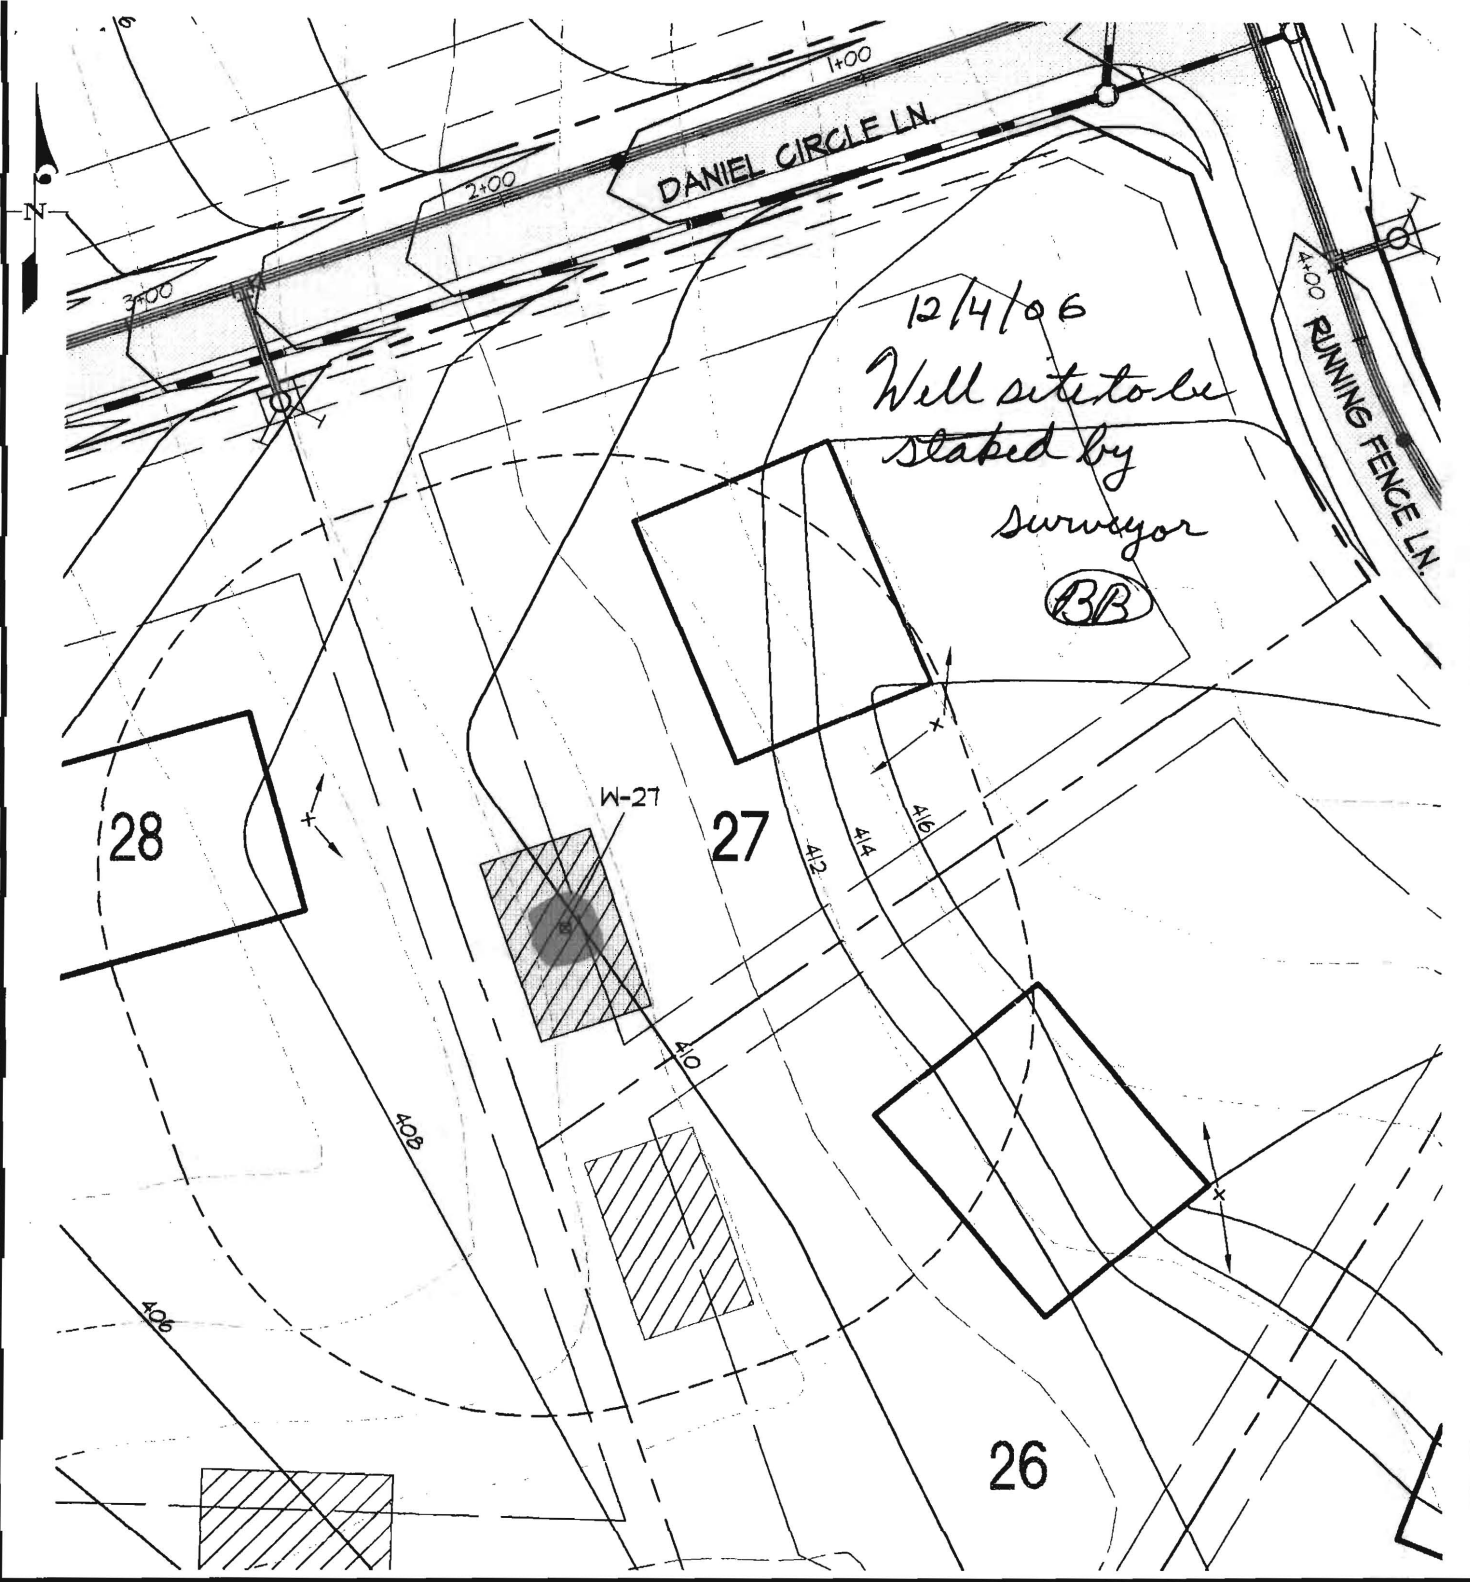 1+00
DANIEL CIRCLE LN.
2+00
N
3+00
12/4/06
Well site to be
staked by
surveyor
BB
4+00
RUNNING FENCE LN.
W-27
28
27
412
414
416
410
408
406
26